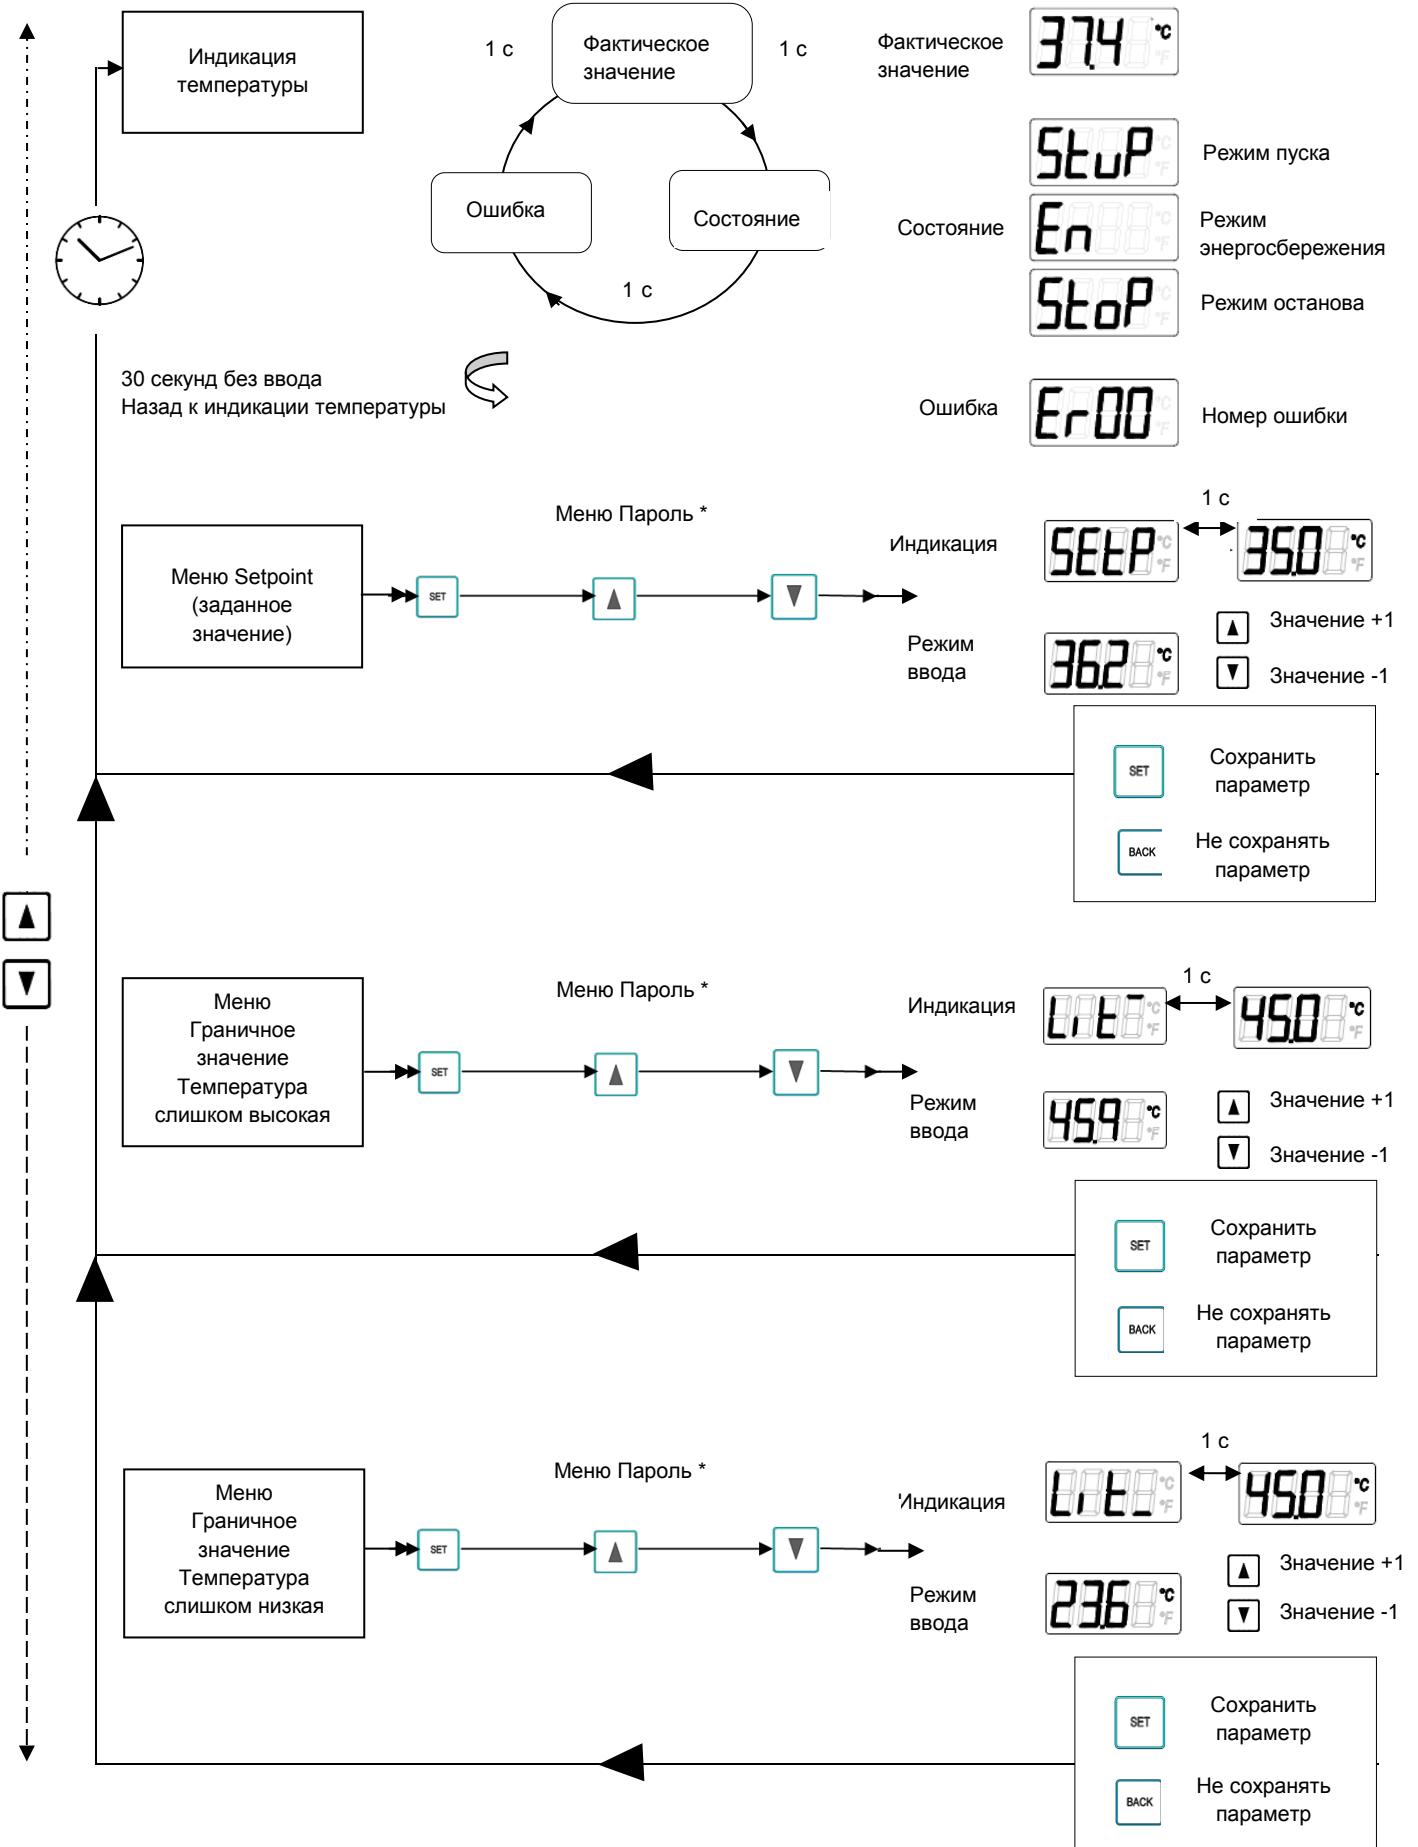 Индикация
температуры
1 с
Фактическое
значение
1 с
Ошибка
Состояние
1 с
Фактическое
значение
37.4 °C
°F
StuP °C
°F
Режим пуска
Состояние
En °C
°F
Режим
энергосбережения
StoP °C
°F
Режим останова
30 секунд без ввода
Назад к индикации температуры
Ошибка
Er00 °C
°F
Номер ошибки
Меню Setpoint
(заданное
значение)
Меню Пароль *
SET
Индикация
SEtP °C
°F
1 с
35.0 °C
°F
Режим
ввода
36.2 °C
°F
Значение +1
Значение -1
SET
Сохранить
параметр
BACK
Не сохранять
параметр
Меню
Граничное
значение
Температура
слишком высокая
Меню Пароль *
SET
Индикация
Lit¯ °C
°F
1 с
45.0 °C
°F
Режим
ввода
45.9 °C
°F
Значение +1
Значение -1
SET
Сохранить
параметр
BACK
Не сохранять
параметр
Меню
Граничное
значение
Температура
слишком низкая
Меню Пароль *
SET
Индикация
Lit_ °C
°F
1 с
45.0 °C
°F
Режим
ввода
23.6 °C
°F
Значение +1
Значение -1
SET
Сохранить
параметр
BACK
Не сохранять
параметр